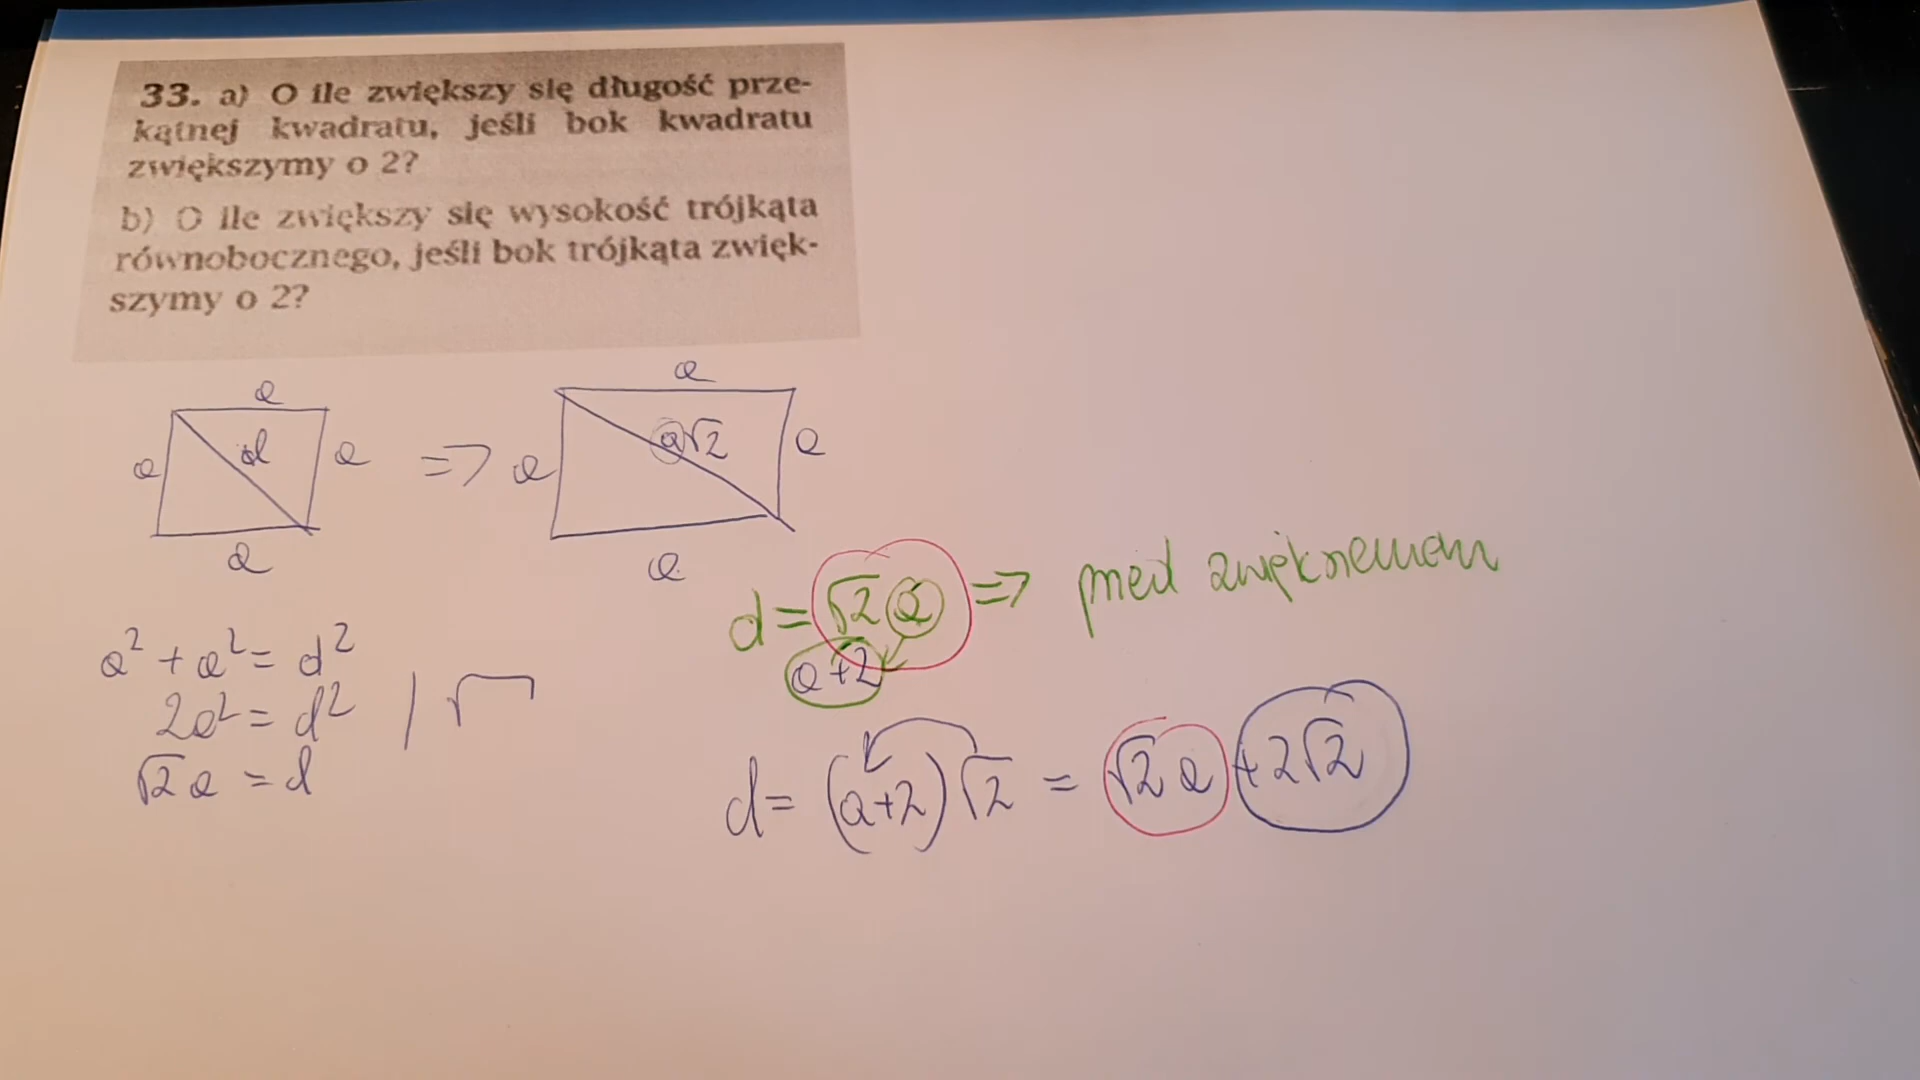 33. a) O ile zwiększy się długość prze-
kątnej kwadratu, jeśli bok kwadratu
zwiększymy o 2?
b) O ile zwiększy się wysokość trójkąta
równobocznego, jeśli bok trójkąta zwięk-
szymy o 2?
a
a d a
a
=>
a
a a√2 a
a
a² + a² = d²
2a² = d² / √
√2 a = d
d = √2 a => przed zwiększeniem
a+2
d = (a+2)√2 = √2 a + 2√2